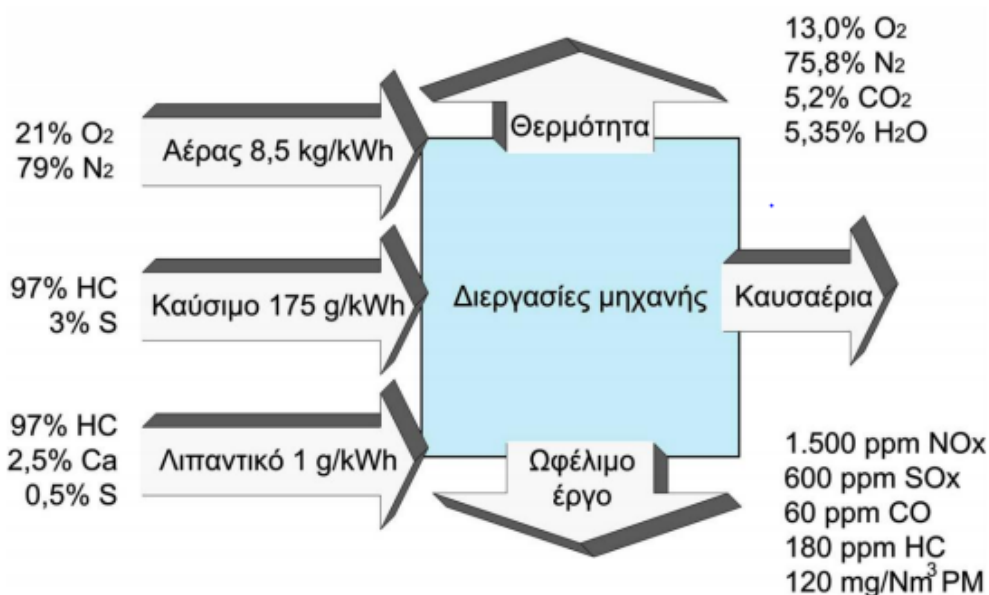 21% O2
79% N2
Αέρας 8,5 kg/kWh
97% HC
3% S
Καύσιμο 175 g/kWh
97% HC
2,5% Ca
0,5% S
Λιπαντικό 1 g/kWh
Θερμότητα
Διεργασίες μηχανής
Ωφέλιμο
έργο
13,0% O2
75,8% N2
5,2% CO2
5,35% H2O
Καυσαέρια
1.500 ppm NOx
600 ppm SOx
60 ppm CO
180 ppm HC
120 mg/Nm3 PM